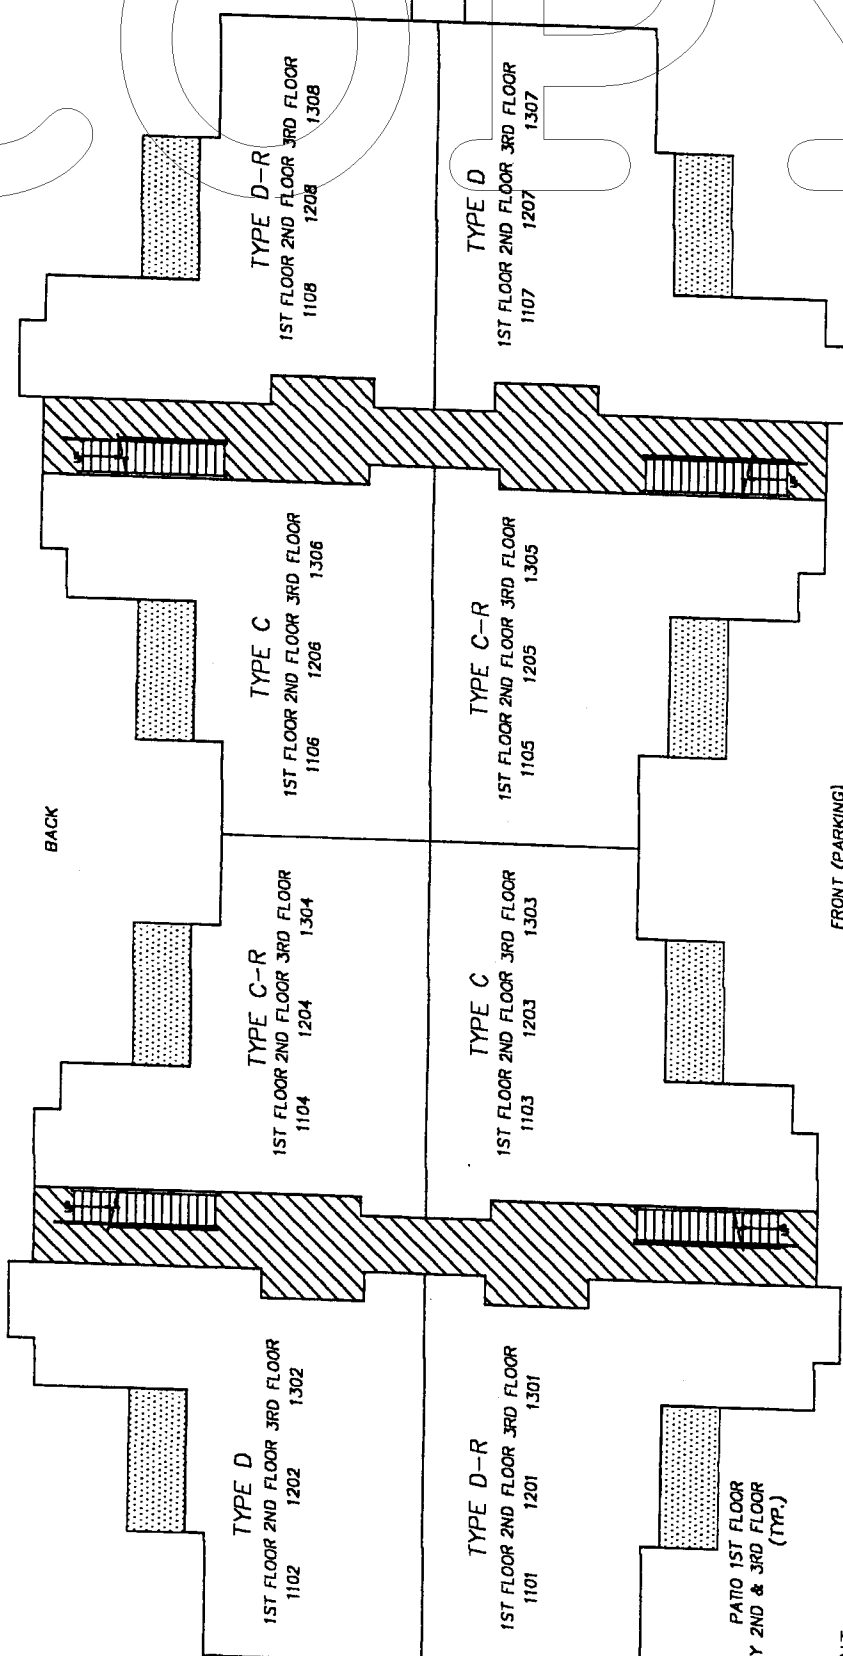 TYPE D-R
1ST FLOOR 2ND FLOOR 3RD FLOOR
1108 1208 1308
TYPE D
1ST FLOOR 2ND FLOOR 3RD FLOOR
1107 1207 1307
TYPE C
1ST FLOOR 2ND FLOOR 3RD FLOOR
1106 1206 1306
TYPE C-R
1ST FLOOR 2ND FLOOR 3RD FLOOR
1105 1205 1305
BACK
FRONT (PARKING)
TYPE C-R
1ST FLOOR 2ND FLOOR 3RD FLOOR
1104 1204 1304
TYPE C
1ST FLOOR 2ND FLOOR 3RD FLOOR
1103 1203 1303
TYPE D
1ST FLOOR 2ND FLOOR 3RD FLOOR
1102 1202 1302
TYPE D-R
1ST FLOOR 2ND FLOOR 3RD FLOOR
1101 1201 1301
PATIO 1ST FLOOR
Y 2ND & 3RD FLOOR
(TYP.)